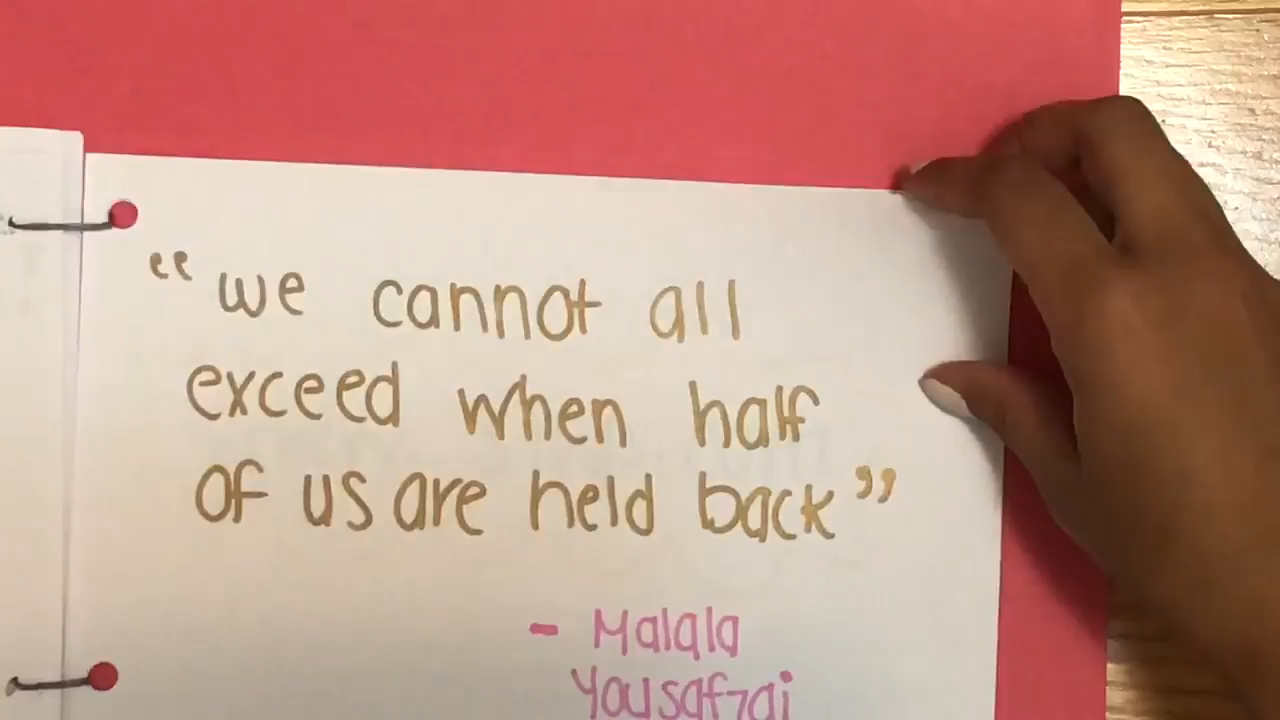 “we cannot all
exceed when half
of us are held back”
- Malala
Yousafzai